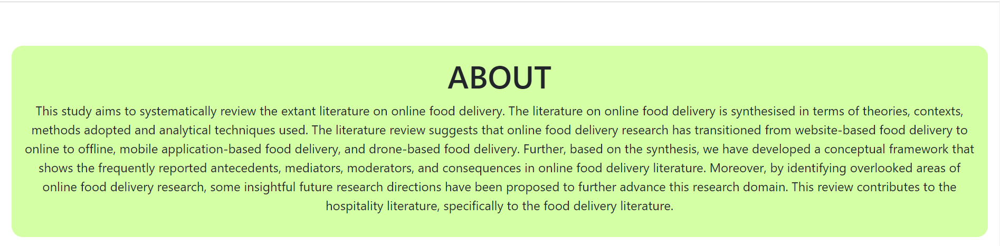 ABOUT
This study aims to systematically review the extant literature on online food delivery. The literature on online food delivery is synthesised in terms of theories, contexts,
methods adopted and analytical techniques used. The literature review suggests that online food delivery research has transitioned from website-based food delivery to
online to offline, mobile application-based food delivery, and drone-based food delivery. Further, based on the synthesis, we have developed a conceptual framework that
shows the frequently reported antecedents, mediators, moderators, and consequences in online food delivery literature. Moreover, by identifying overlooked areas of
online food delivery research, some insightful future research directions have been proposed to further advance this research domain. This review contributes to the
hospitality literature, specifically to the food delivery literature.